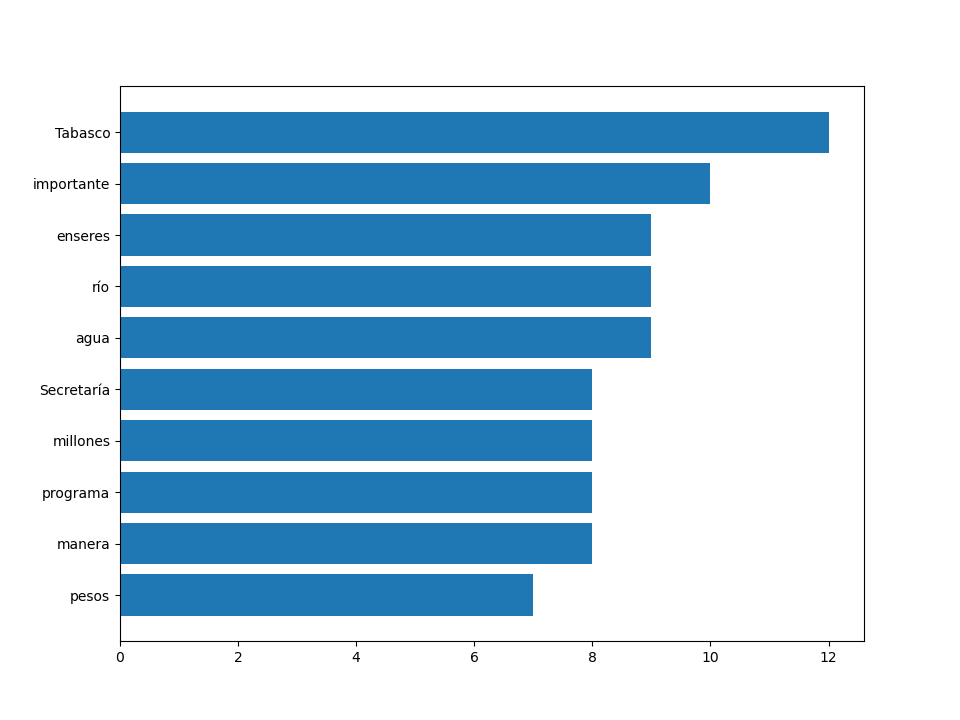 Tabasco
importante
enseres
río
agua
Secretaría
millones
programa
manera
pesos
0 2 4 6 8 10 12